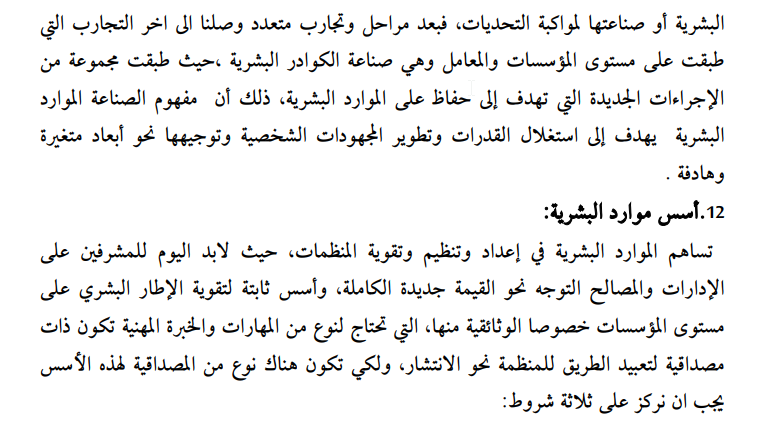 البشرية أو صناعتها لمواكبة التحديات، فبعد مراحل وتجارب متعدد وصلنا الى اخر التجارب التي
طبقت على مستوى المؤسسات والمعامل وهي صناعة الكوادر البشرية ،حيث طبقت مجموعة من
الإجراءات الجديدة التي تهدف إلى حفاظ على الموارد البشرية، ذلك أن مفهوم الصناعة الموارد
البشرية يهدف إلى استغلال القدرات وتطوير المجهودات الشخصية وتوجيهها نحو أبعاد متغيرة
وهادفة .
12.أسس موارد البشرية:
تساهم الموارد البشرية في إعداد وتنظيم وتقوية المنظمات، حيث لابد اليوم للمشرفين على
الإدارات والمصالح التوجه نحو القيمة جديدة الكاملة، وأسس ثابتة لتقوية الإطار البشري على
مستوى المؤسسات خصوصا الوثائقية منها، التي تحتاج لنوع من المهارات والخبرة المهنية تكون ذات
مصداقية لتعبيد الطريق للمنظمة نحو الانتشار، ولكي تكون هناك نوع من المصداقية لهذه الأسس
يجب ان نركز على ثلاثة شروط: